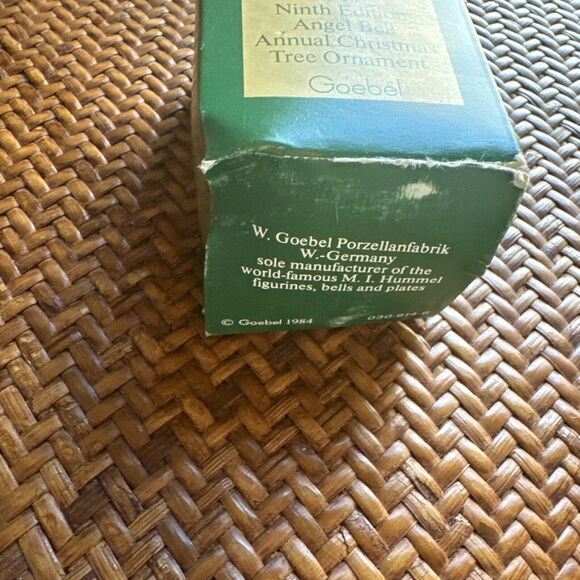 Ninth Edition
Angel Bell
Annual Christmas
Tree Ornament
Goebel
W. Goebel Porzellanfabrik
W.-Germany
sole manufacturer of the
world-famous M. I. Hummel
figurines, bells and plates
© Goebel 1984